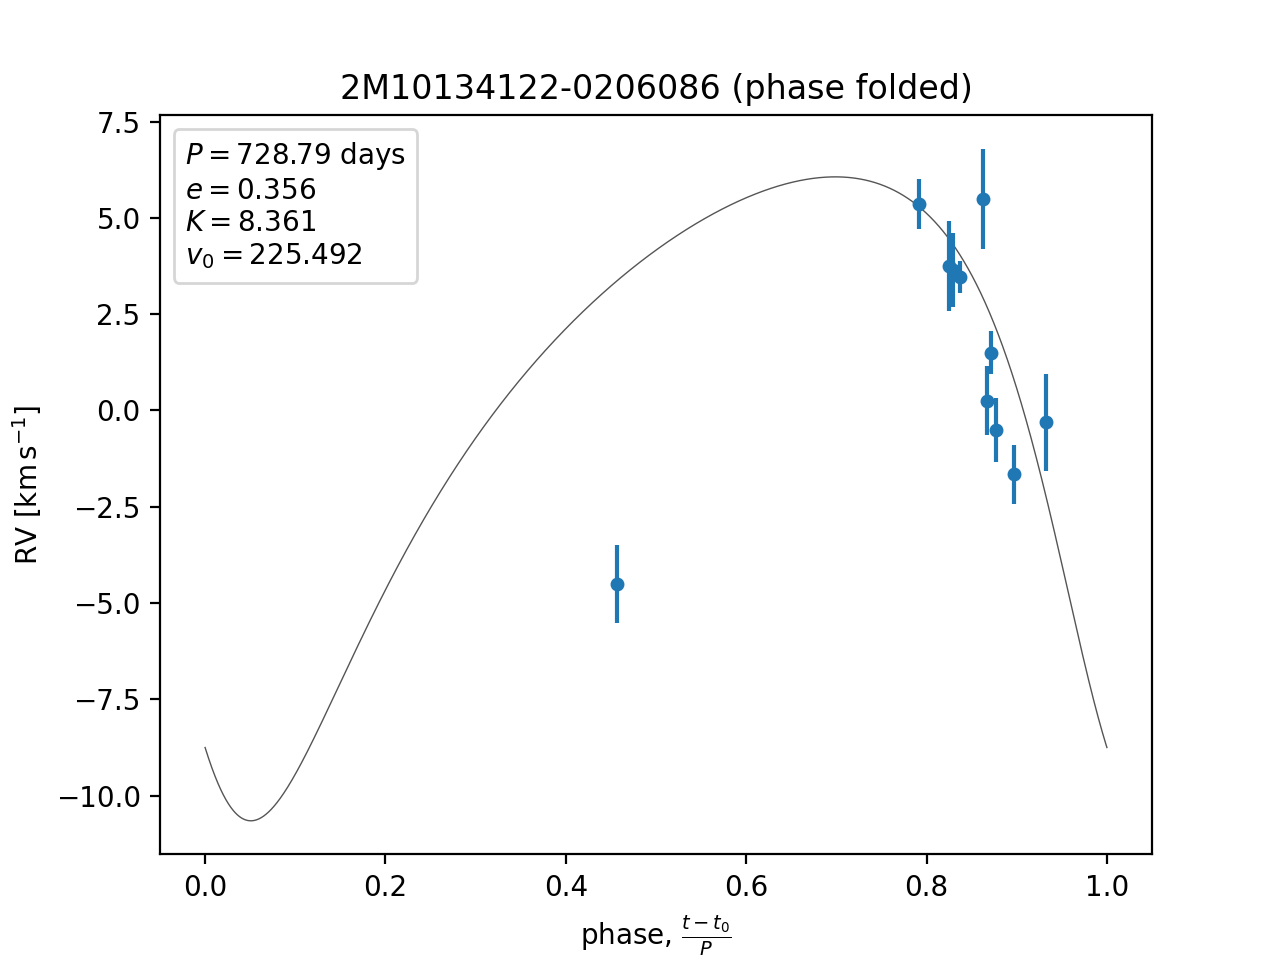 2M10134122-0206086 (phase folded)
P = 728.79 days
e = 0.356
K = 8.361
v₀ = 225.492
7.5
5.0
2.5
0.0
−2.5
−5.0
−7.5
−10.0
RV [km s⁻¹]
0.0 0.2 0.4 0.6 0.8 1.0
phase, (t − t₀)/P